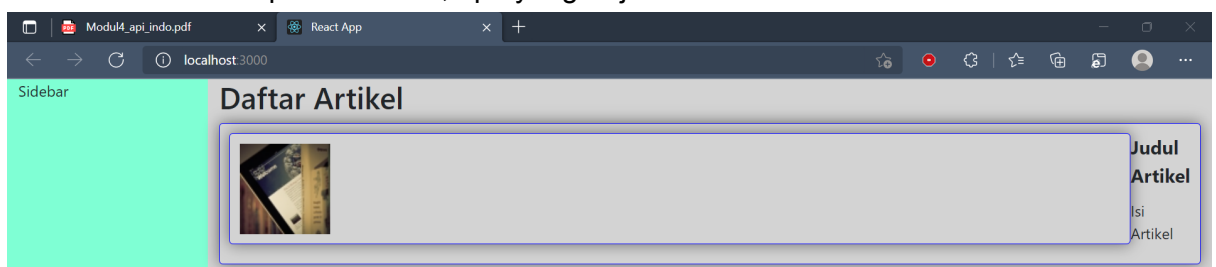 Modul4_api_indo.pdf
React App
localhost:3000
Sidebar
Daftar Artikel
Judul
Artikel
Isi
Artikel